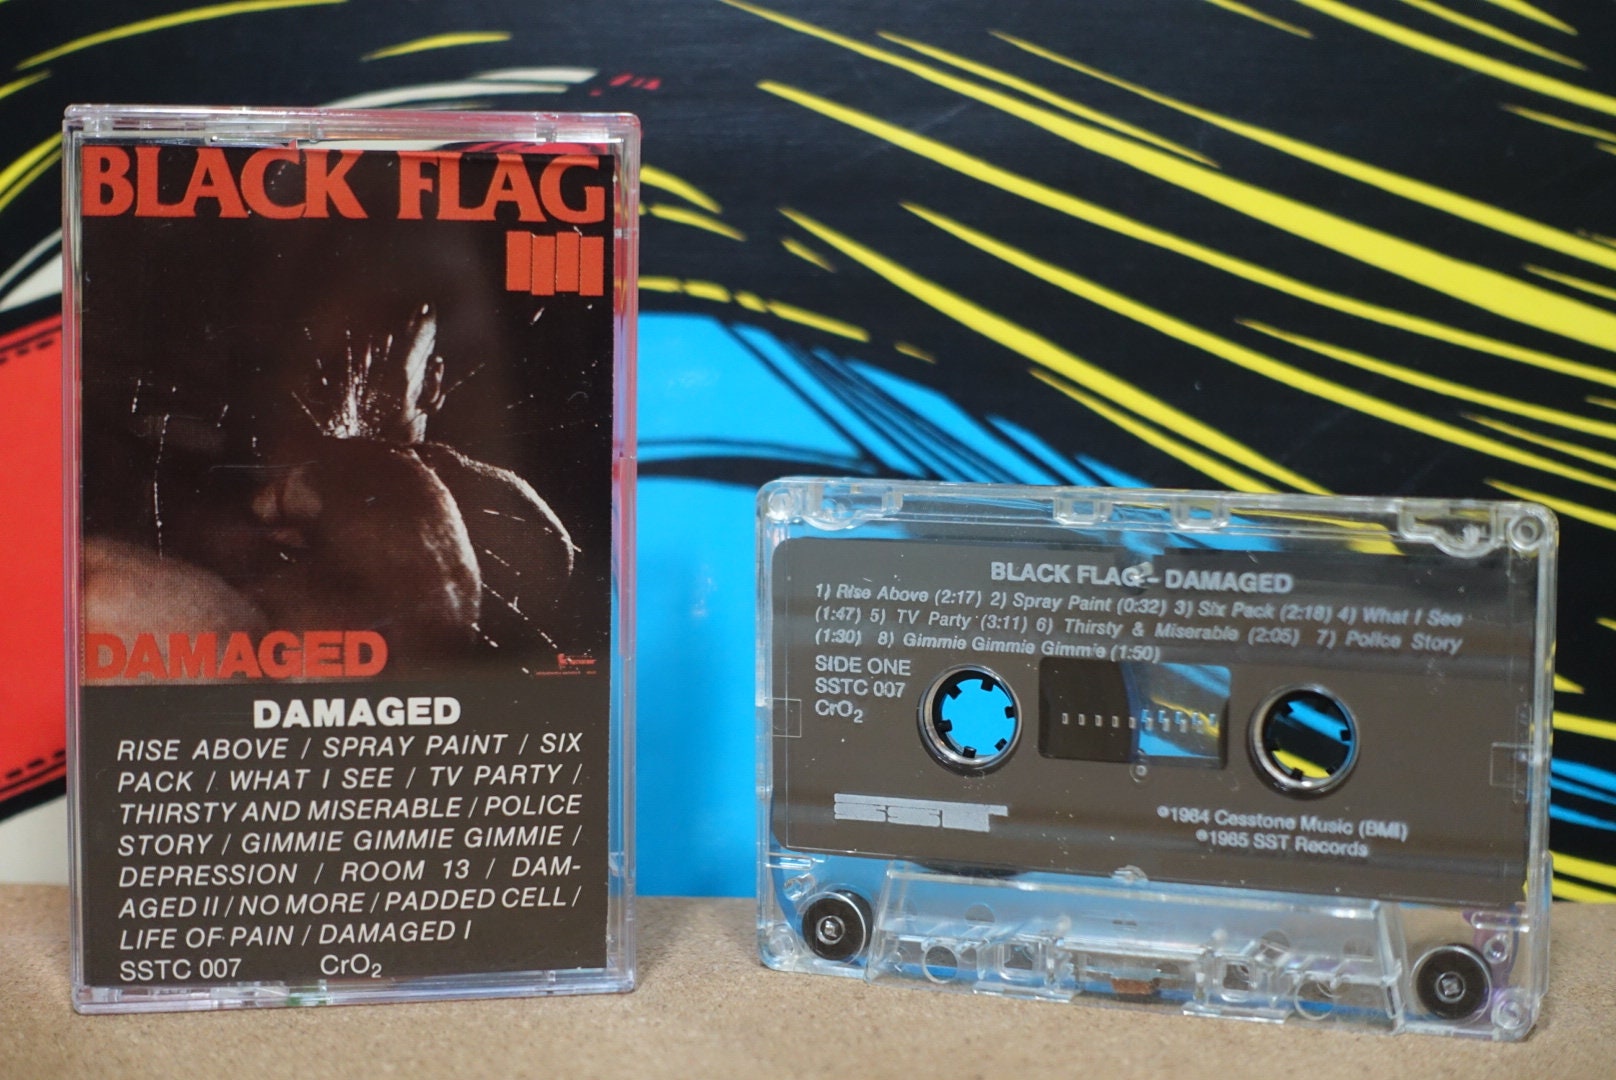 BLACK FLAG
DAMAGED
DAMAGED
RISE ABOVE / SPRAY PAINT / SIX
PACK / WHAT I SEE / TV PARTY /
THIRSTY AND MISERABLE / POLICE
STORY / GIMMIE GIMMIE GIMMIE /
DEPRESSION / ROOM 13 / DAM-
AGED II / NO MORE / PADDED CELL /
LIFE OF PAIN / DAMAGED I
SSTC 007 CrO2
BLACK FLAG – DAMAGED
1) Rise Above (2:17) 2) Spray Paint (0:32) 3) Six Pack (2:18) 4) What I See
(1:47) 5) TV Party (3:11) 6) Thirsty & Miserable (2:05) 7) Police Story
(1:30) 8) Gimmie Gimmie Gimmie (1:50)
SIDE ONE
SSTC 007
CrO2
SST
℗1984 Cesstone Music (BMI)
℗1985 SST Records